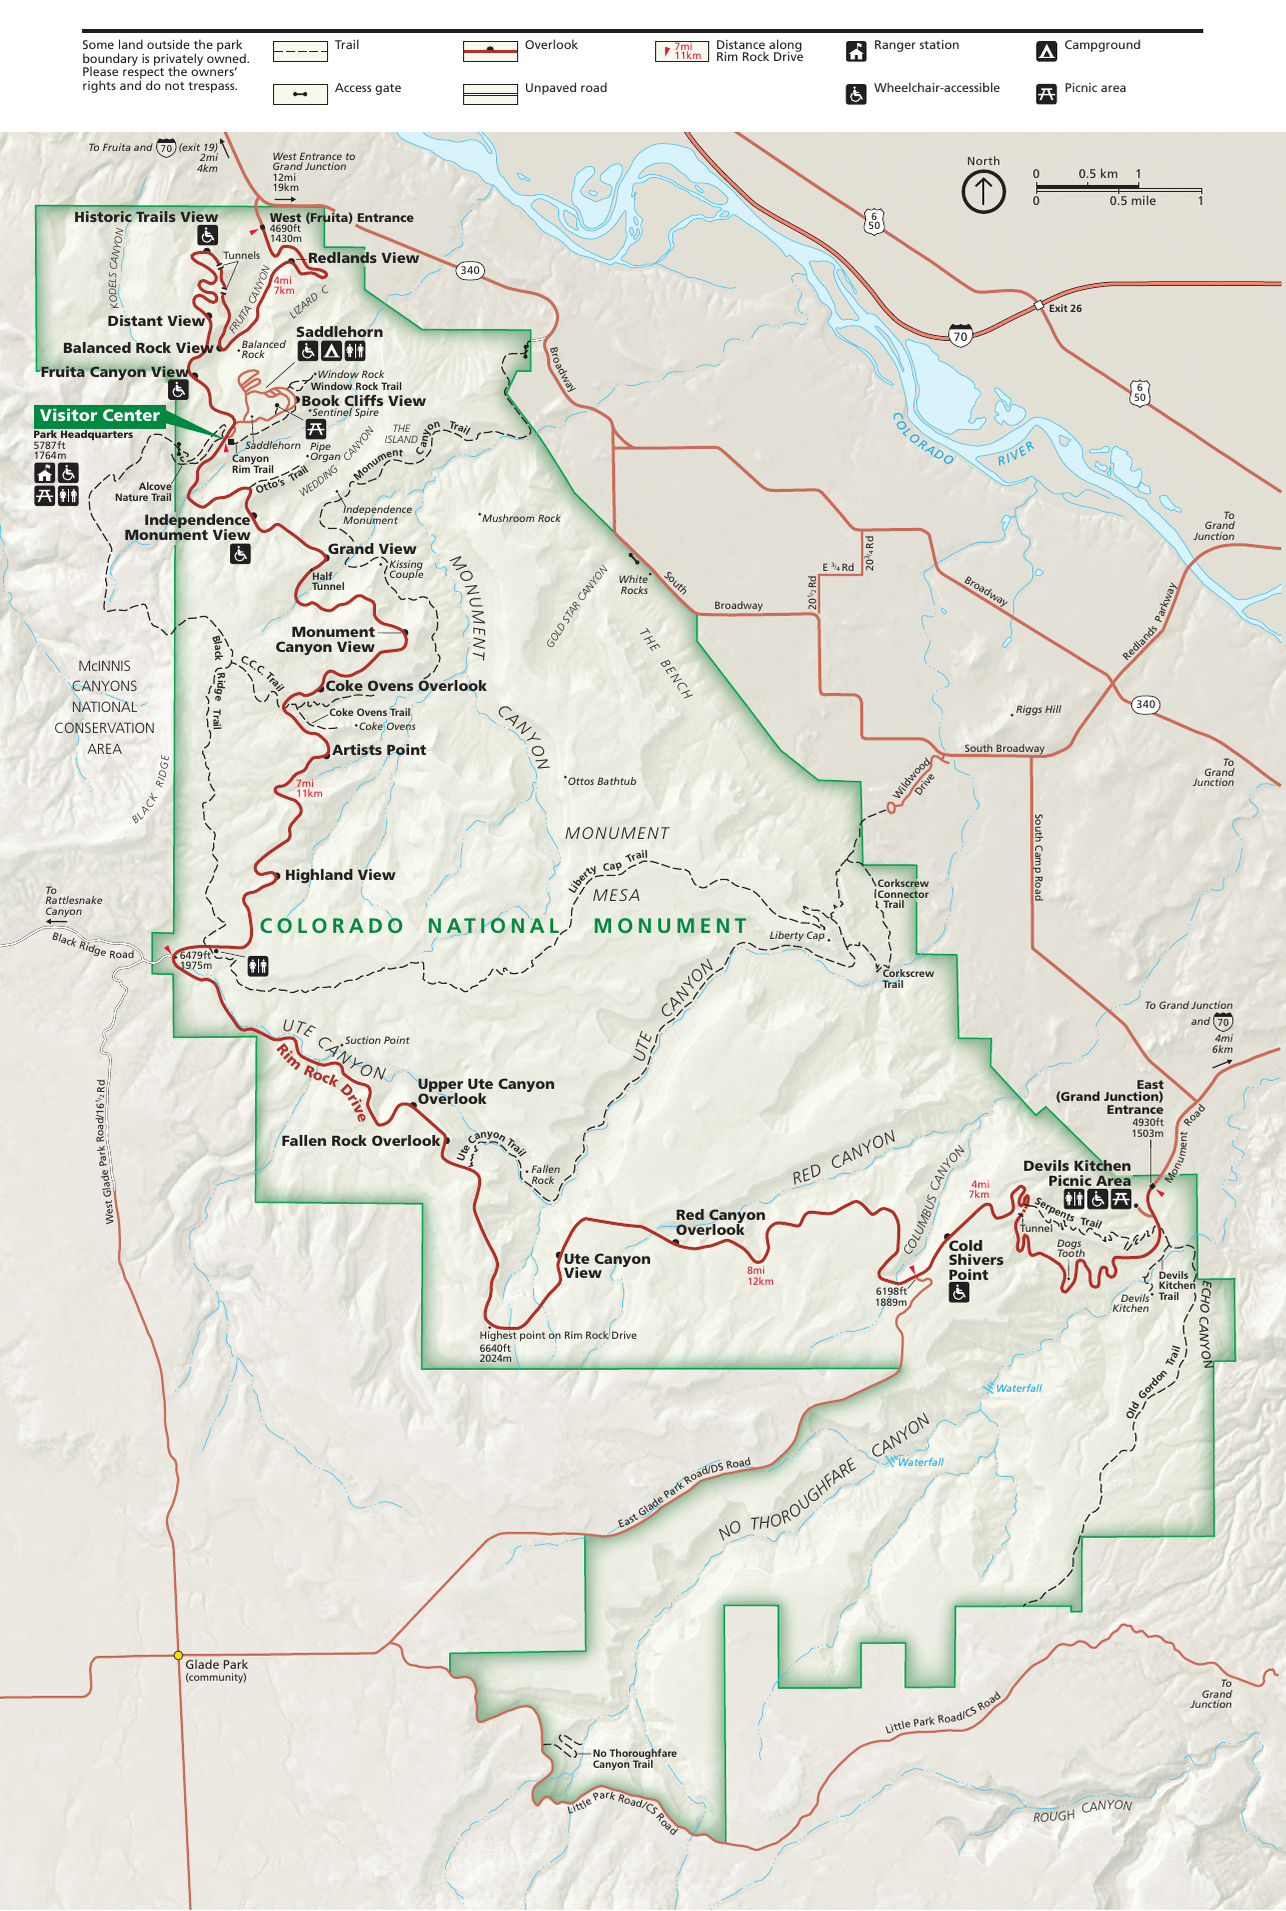 Some land outside the park
boundary is privately owned.
Please respect the owners’
rights and do not trespass.
Trail
Access gate
Overlook
Unpaved road
7mi
11km
Distance along
Rim Rock Drive
Ranger station
Wheelchair-accessible
Campground
Picnic area
To Fruita and 70 (exit 19)
2mi
4km
West Entrance to
Grand Junction
12mi
19km
North
0 0.5 km 1
0 0.5 mile 1
Historic Trails View
West (Fruita) Entrance
4690ft
1430m
Tunnels
Redlands View
KODELS CANYON
FRUITA CANYON
4mi
7km
LIZARD C
340
6
50
Exit 26
70
Distant View
Balanced Rock View
Balanced
Rock
Saddlehorn
Fruita Canyon View
Window Rock
Window Rock Trail
Book Cliffs View
Sentinel Spire
Broadway
6
50
Visitor Center
Park Headquarters
5787ft
1764m
Saddlehorn
Canyon
Rim Trail
Pipe
Organ
THE
ISLAND
Monument Canyon Trail
WEDDING CANYON
Otto’s Trail
Alcove
Nature Trail
COLORADO RIVER
To
Grand
Junction
Independence
Monument View
Independence
Monument
Mushroom Rock
Grand View
Kissing
Couple
Half
Tunnel
MONUMENT
CANYON
GOLD STAR CANYON
White
Rocks
South
Broadway
THE BENCH
E 3/4 Rd
20 3/4 Rd
20 1/2 Rd
Broadway
Redlands Parkway
Monument
Canyon View
McINNIS
CANYONS
NATIONAL
CONSERVATION
AREA
Black Ridge Trail
C.C.C. Trail
Coke Ovens Overlook
Coke Ovens Trail
Coke Ovens
Artists Point
Riggs Hill
340
South Broadway
To
Grand
Junction
Wildwood
Drive
BLACK RIDGE
7mi
11km
Ottos Bathtub
MONUMENT
MESA
Liberty Cap Trail
South Camp Road
Highland View
Corkscrew
Connector
Trail
To
Rattlesnake
Canyon
Black Ridge Road
COLORADO NATIONAL MONUMENT
Liberty Cap
6479ft
1975m
Corkscrew
Trail
UTE CANYON
UTE CANYON
Suction Point
Rim Rock Drive
To Grand Junction
and 70
4mi
6km
West Glade Park Road/16 1/2 Rd
Upper Ute Canyon
Overlook
East
(Grand Junction)
Entrance
4930ft
1503m
Monument Road
Fallen Rock Overlook
Ute Canyon Trail
Fallen
Rock
RED CANYON
COLUMBUS CANYON
Devils Kitchen
Picnic Area
4mi
7km
Serpents Trail
Tunnel
Dogs
Tooth
Red Canyon
Overlook
Ute Canyon
View
8mi
12km
Cold
Shivers
Point
6198ft
1889m
Devils
Kitchen
Trail
Devils
Kitchen
ECHO CANYON
Highest point on Rim Rock Drive
6640ft
2024m
Old Gordon Trail
Waterfall
Waterfall
NO THOROUGHFARE CANYON
East Glade Park Road/DS Road
Glade Park
(community)
To
Grand
Junction
Little Park Road/CS Road
No Thoroughfare
Canyon Trail
Little Park Road/CS Road
ROUGH CANYON